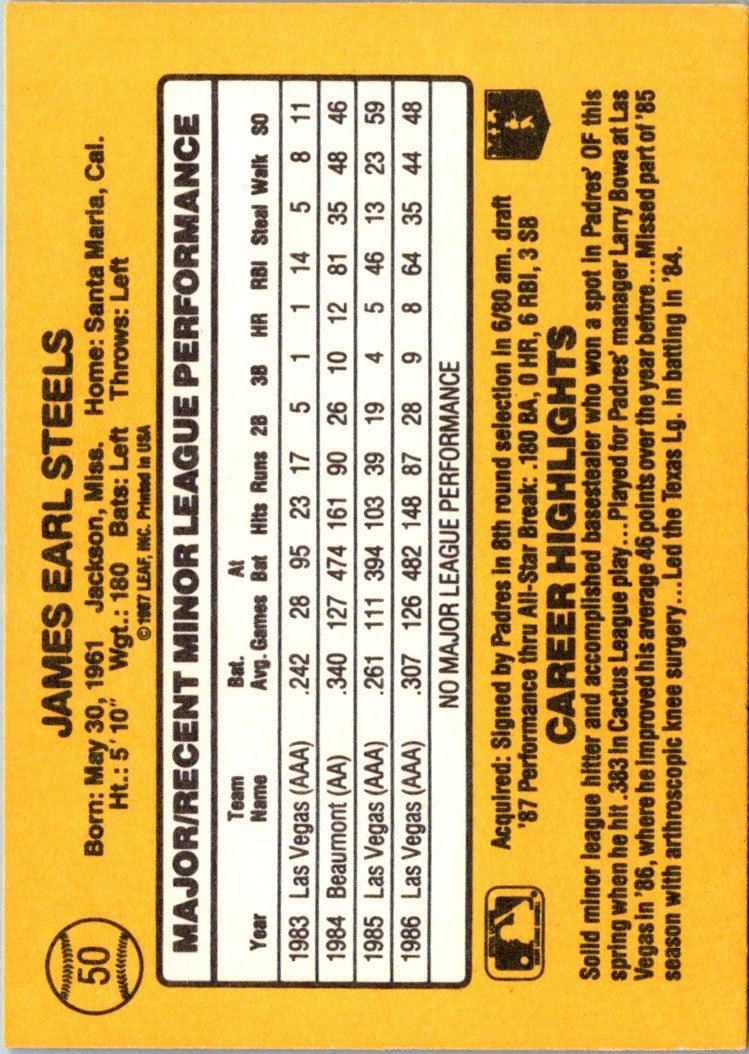 50
JAMES EARL STEELS
Born: May 30, 1961 Jackson, Miss. Home: Santa Maria, Cal.
Ht.: 5' 10" Wgt.: 180 Bats: Left Throws: Left
©1987 LEAF, INC. Printed in USA
MAJOR/RECENT MINOR LEAGUE PERFORMANCE
Team Bat. At
Year Name Avg. Games Bat Hits Runs 2B 3B HR RBI Steal Walk SO
1983 Las Vegas (AAA) .242 28 95 23 17 5 1 1 14 5 8 11
1984 Beaumont (AA) .340 127 474 161 90 26 10 12 81 35 48 46
1985 Las Vegas (AAA) .261 111 394 103 39 19 4 5 46 13 23 59
1986 Las Vegas (AAA) .307 126 482 148 87 28 9 8 64 35 44 48
NO MAJOR LEAGUE PERFORMANCE
Acquired: Signed by Padres in 8th round selection in 6/80 am. draft
'87 Performance thru All-Star Break: .180 BA, 0 HR, 6 RBI, 3 SB
CAREER HIGHLIGHTS
Solid minor league hitter and accomplished basestealer who won a spot in Padres' OF this
spring when he hit .383 in Cactus League play...Played for Padres' manager Larry Bowa at Las
Vegas in '86, where he improved his average 46 points over the year before...Missed part of '85
season with arthroscopic knee surgery...Led the Texas Lg. in batting in '84.